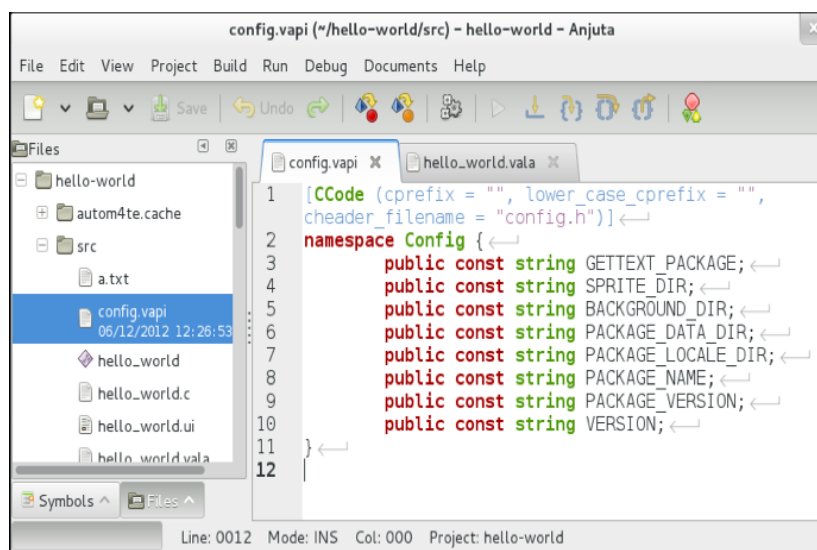 config.vapi (~/hello-world/src) – hello-world – Anjuta
File Edit View Project Build Run Debug Documents Help
Save Undo
Files
hello-world
autom4te.cache
src
a.txt
config.vapi
06/12/2012 12:26:53
hello_world
hello_world.c
hello_world.ui
hello_world.vala
Symbols Files
config.vapi hello_world.vala
1 [CCode (cprefix = "", lower_case_cprefix = "",
cheader_filename = "config.h")]
2 namespace Config {
3 public const string GETTEXT_PACKAGE;
4 public const string SPRITE_DIR;
5 public const string BACKGROUND_DIR;
6 public const string PACKAGE_DATA_DIR;
7 public const string PACKAGE_LOCALE_DIR;
8 public const string PACKAGE_NAME;
9 public const string PACKAGE_VERSION;
10 public const string VERSION;
11 }
12
Line: 0012 Mode: INS Col: 000 Project: hello-world